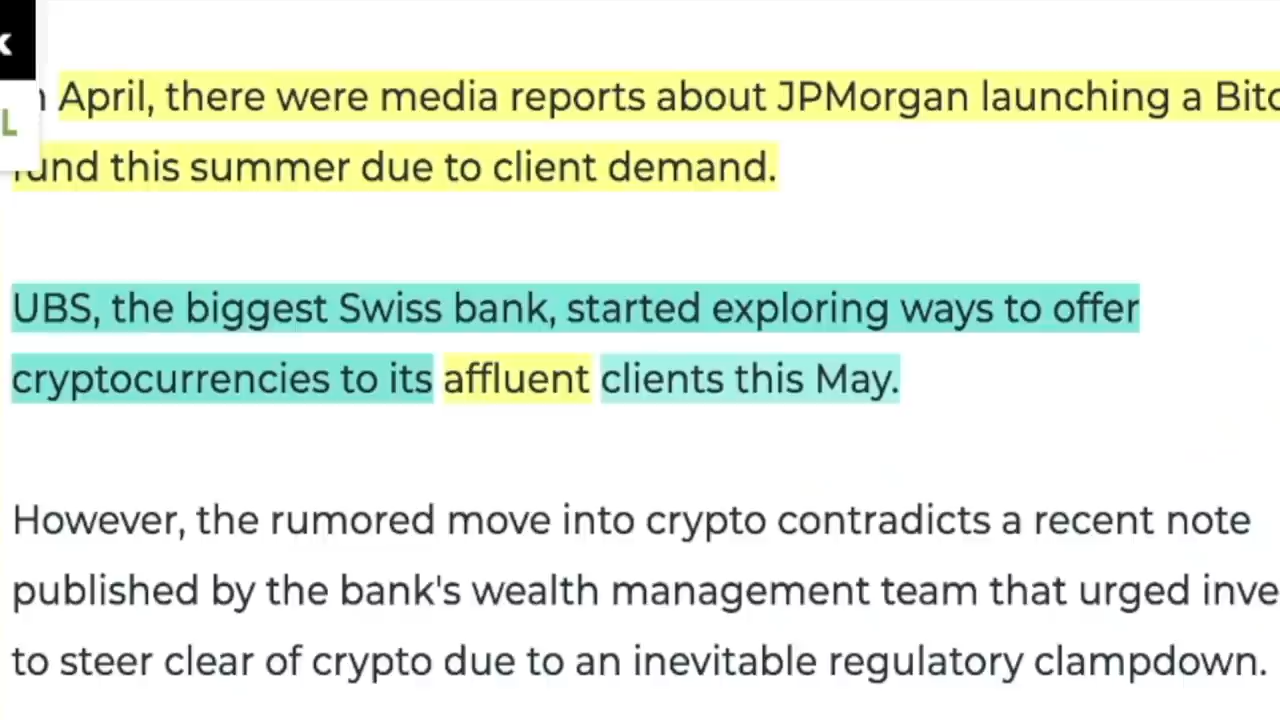 April, there were media reports about JPMorgan launching a
this summer due to client demand.
UBS, the biggest Swiss bank, started exploring ways to offer
cryptocurrencies to its affluent clients this May.
However, the rumored move into crypto contradicts a recent note
published by the bank's wealth management team that urged
to steer clear of crypto due to an inevitable regulatory clampdown.